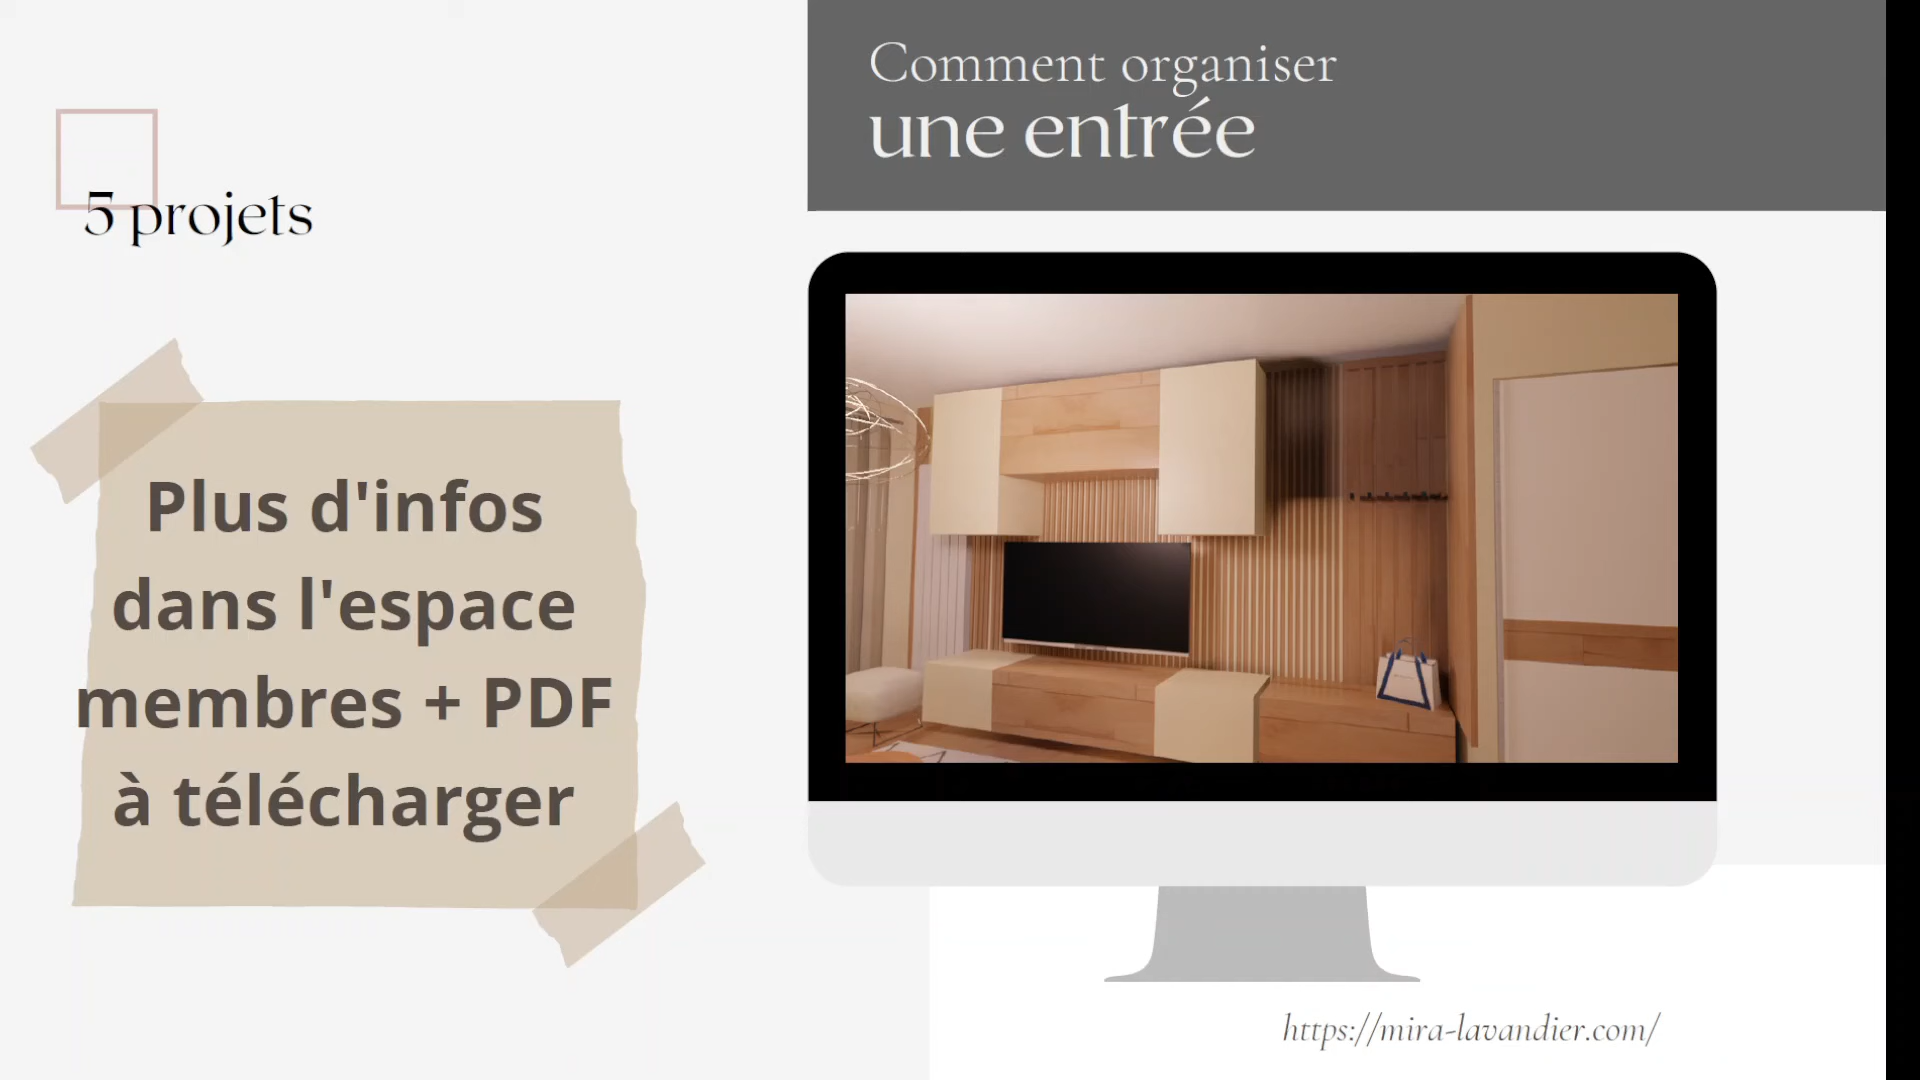 Comment organiser
une entrée
5 projets
Plus d'infos
dans l'espace
membres + PDF
à télécharger
https://mira-lavandier.com/